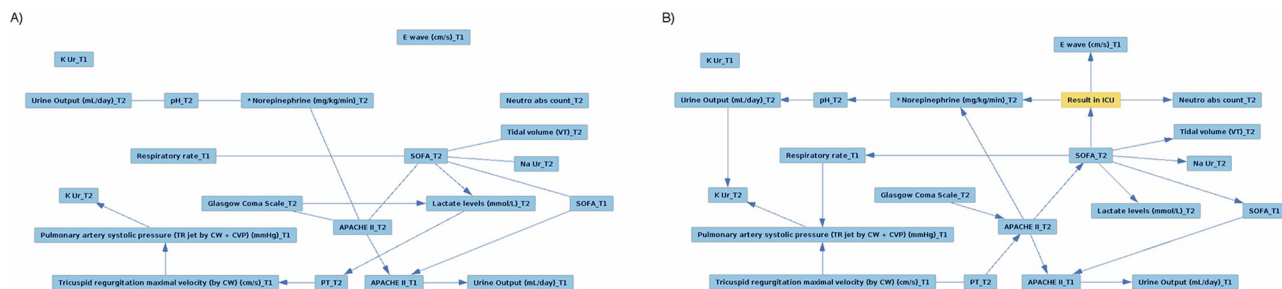 A)
E wave (cm/s)_T1
K Ur_T1
Urine Output (mL/day)_T2
pH_T2
* Norepinephrine (mg/kg/min)_T2
Neutro abs count_T2
Tidal volume (VT)_T2
Respiratory rate_T1
SOFA_T2
Na Ur_T2
K Ur_T2
Glasgow Coma Scale_T2
Lactate levels (mmol/L)_T2
SOFA_T1
APACHE II_T2
Pulmonary artery systolic pressure (TR jet by CW + CVP) (mmHg)_T1
Tricuspid regurgitation maximal velocity (by CW) (cm/s)_T1
PT_T2
APACHE II_T1
Urine Output (mL/day)_T1
B)
E wave (cm/s)_T1
K Ur_T1
Urine Output (mL/day)_T2
pH_T2
* Norepinephrine (mg/kg/min)_T2
Result in ICU
Neutro abs count_T2
Tidal volume (VT)_T2
Respiratory rate_T1
SOFA_T2
Na Ur_T2
K Ur_T2
Glasgow Coma Scale_T2
Lactate levels (mmol/L)_T2
SOFA_T1
APACHE II_T2
Pulmonary artery systolic pressure (TR jet by CW + CVP) (mmHg)_T1
Tricuspid regurgitation maximal velocity (by CW) (cm/s)_T1
PT_T2
APACHE II_T1
Urine Output (mL/day)_T1